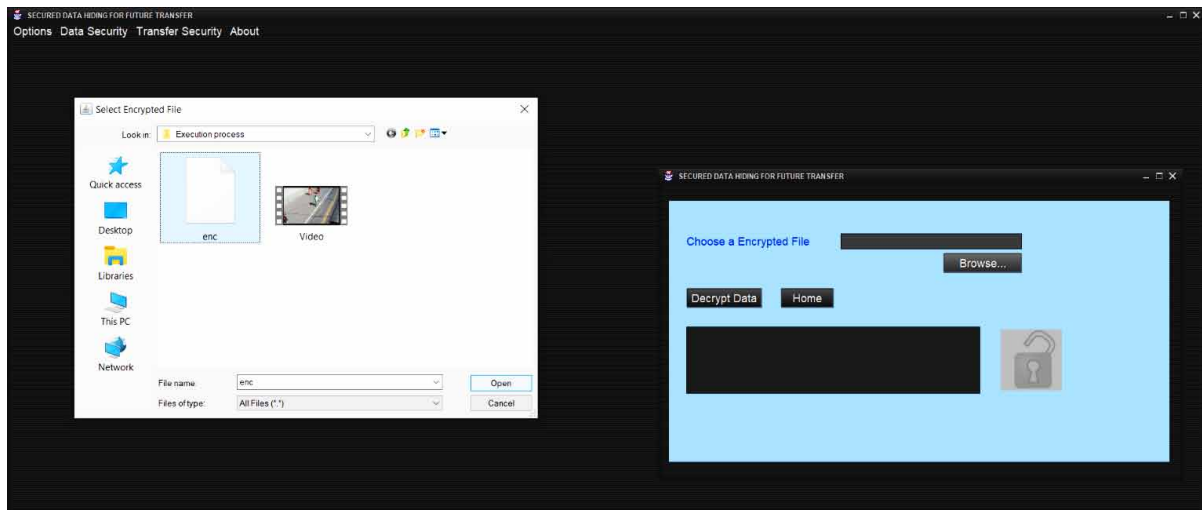 SECURED DATA HIDING FOR FUTURE TRANSFER
Options Data Security Transfer Security About
Select Encrypted File
Look in: Execution process
Quick access
Desktop
Libraries
This PC
Network
enc
Video
File name: enc
Open
Files of type: All Files (*.*)
Cancel
SECURED DATA HIDING FOR FUTURE TRANSFER
Choose a Encrypted File
Browse...
Decrypt Data
Home